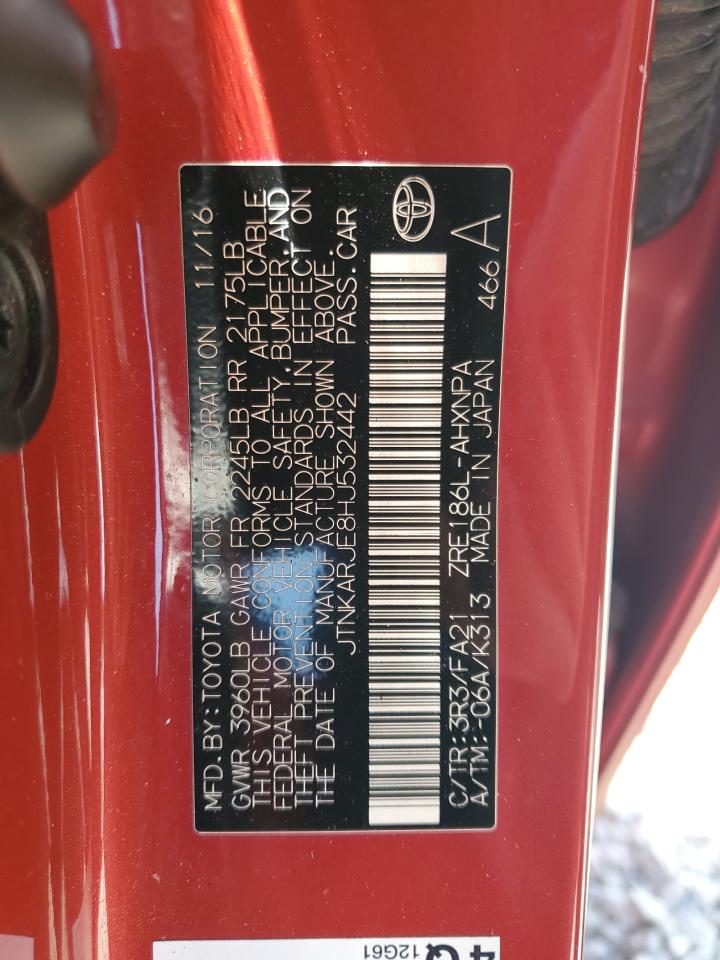 MFD.BY:TOYOTA MOTOR CORPORATION 11/16
GVWR 3960LB GAWR FR 2245LB RR 2175LB
THIS VEHICLE CONFORMS TO ALL APPLICABLE
FEDERAL MOTOR VEHICLE SAFETY,BUMPER,AND
THEFT PREVENTION STANDARDS IN EFFECT ON
THE DATE OF MANUFACTURE SHOWN ABOVE.
JTNKARJE8HJ532442 PASS.CAR
C/TR:3R3/FA21 ZRE186L-AHXNPA
A/TM:-06A/K313 MADE IN JAPAN 466 A
4Q
12G61